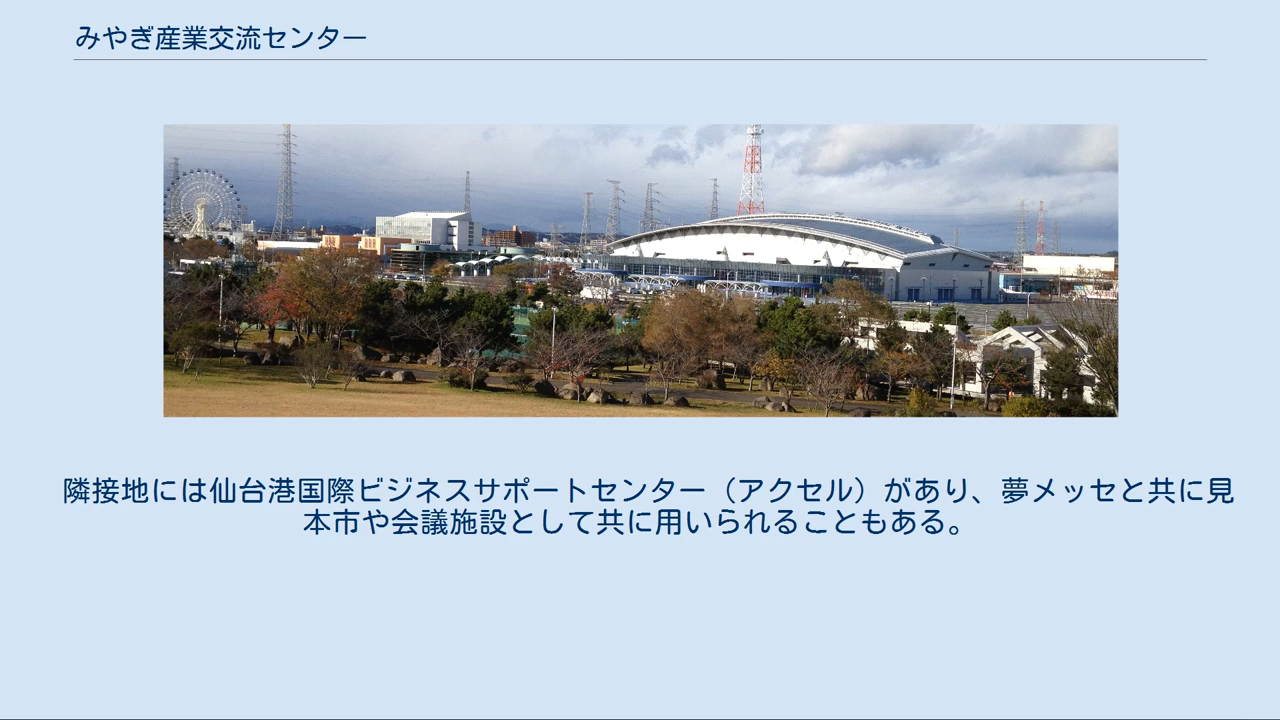 みやぎ産業交流センター
隣接地には仙台港国際ビジネスサポートセンター（アクセル）があり、夢メッセと共に見
本市や会議施設として共に用いられることもある。